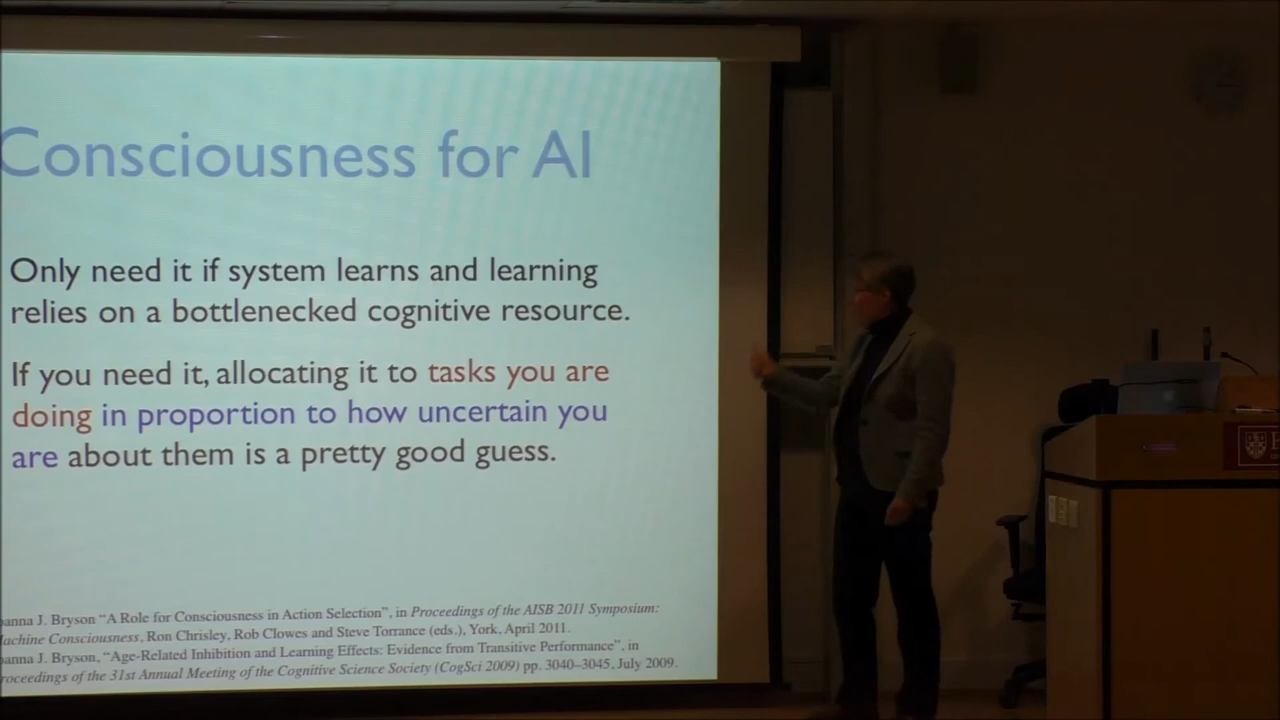 Consciousness for AI
Only need it if system learns and learning
relies on a bottlenecked cognitive resource.
If you need it, allocating it to tasks you are
doing in proportion to how uncertain you
are about them is a pretty good guess.
anna J. Bryson “A Role for Consciousness in Action Selection”, in Proceedings of the AISB 2011 Symposium:
achine Consciousness, Ron Chrisley, Rob Clowes and Steve Torrance (eds.), York, April 2011.
anna J. Bryson, “Age-Related Inhibition and Learning Effects: Evidence from Transitive Performance”, in
roceedings of the 31st Annual Meeting of the Cognitive Science Society (CogSci 2009) pp. 3040–3045, July 2009.